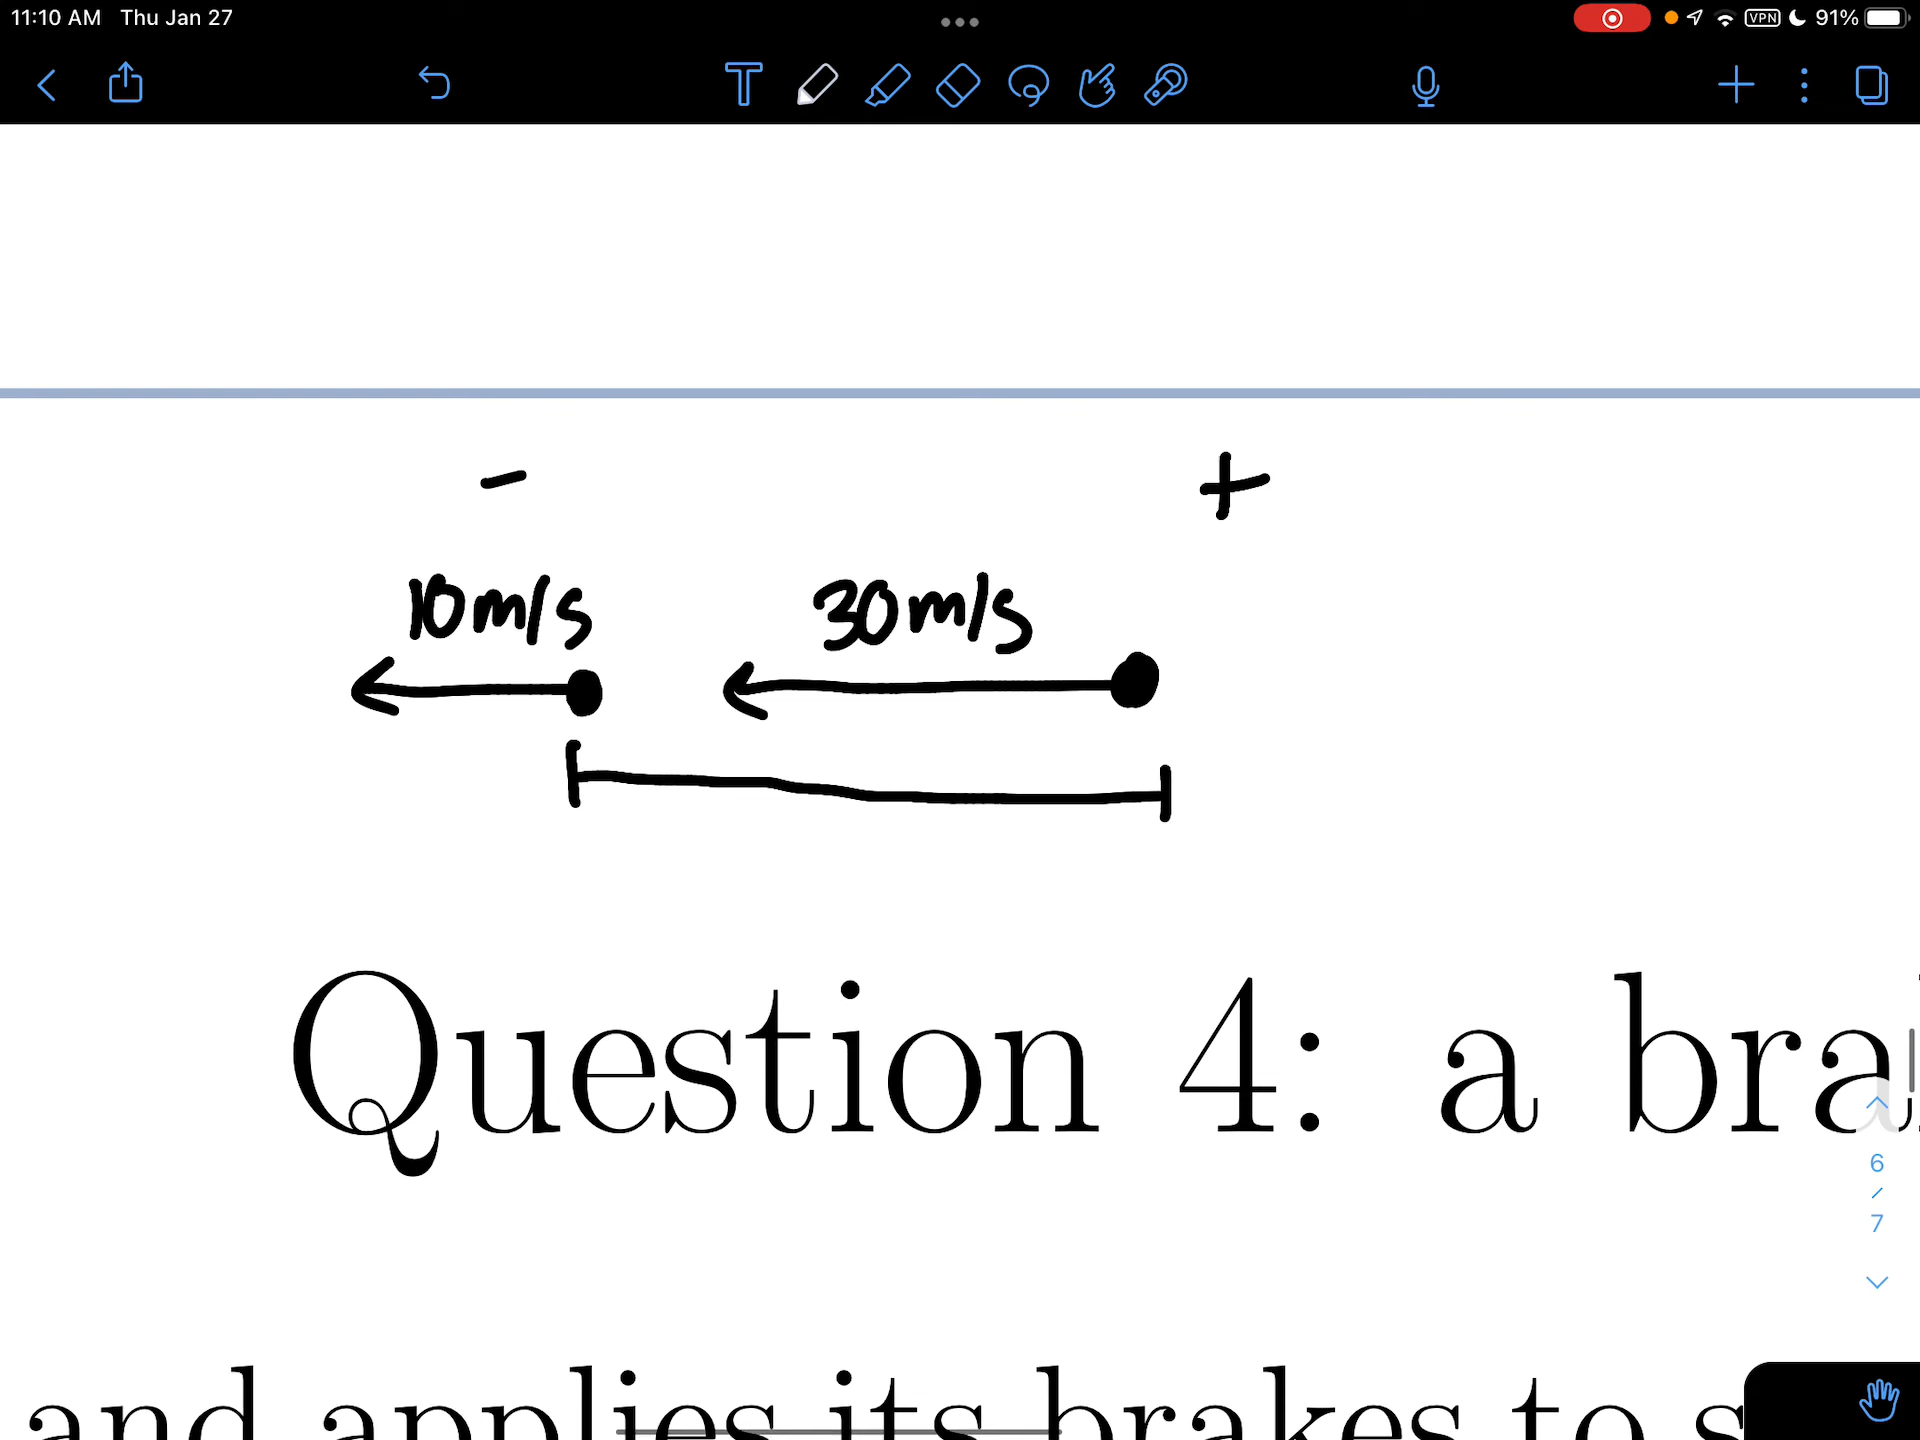 11:10 AM Thu Jan 27
VPN 91%
T
- +
10m/s 30m/s
Question 4: a bra
6
/
7
and applies its brakes to s